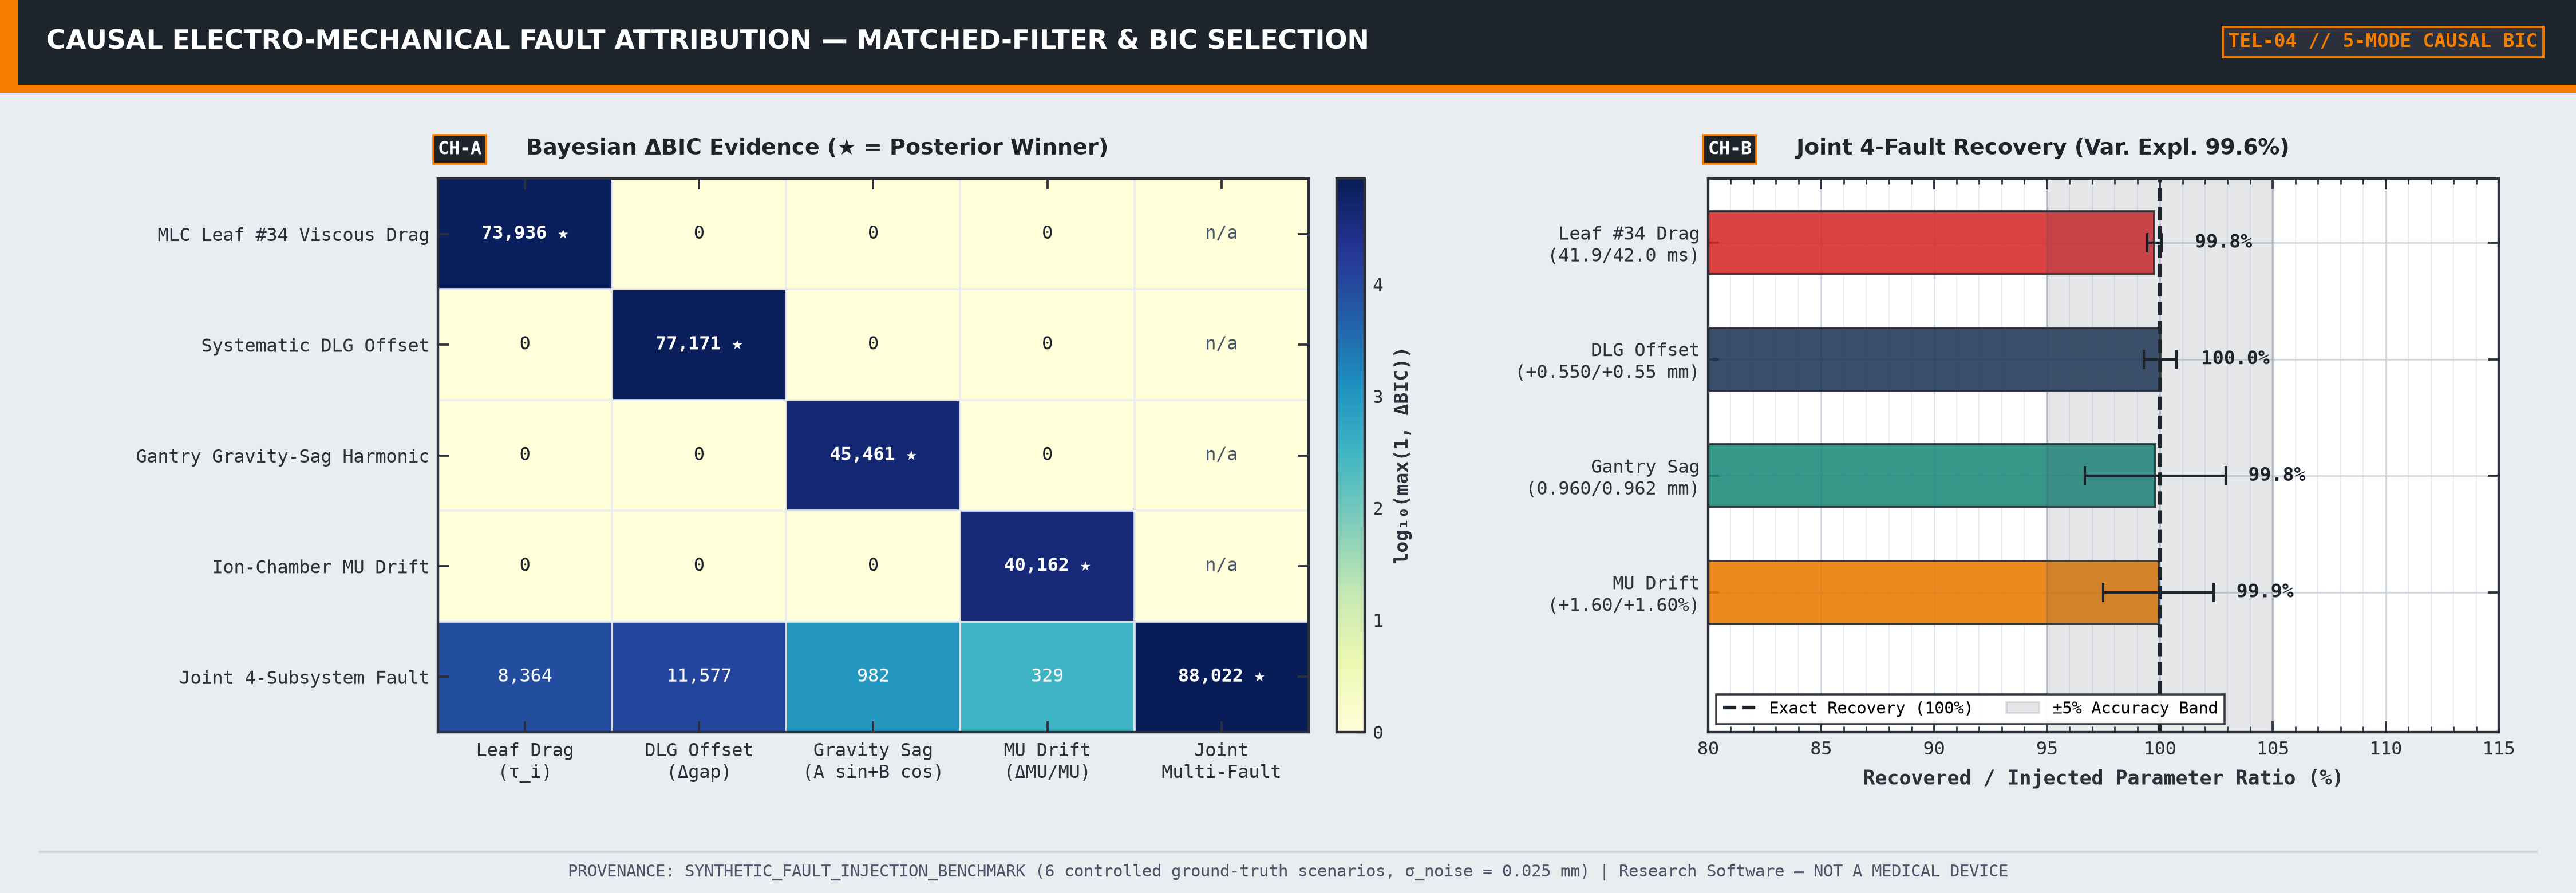 CAUSAL ELECTRO-MECHANICAL FAULT ATTRIBUTION — MATCHED-FILTER & BIC SELECTION
TEL-04 // 5-MODE CAUSAL BIC
CH-A
Bayesian ΔBIC Evidence (★ = Posterior Winner)
MLC Leaf #34 Viscous Drag
73,936 ★
0
0
0
n/a
Systematic DLG Offset
0
77,171 ★
0
0
n/a
Gantry Gravity-Sag Harmonic
0
0
45,461 ★
0
n/a
Ion-Chamber MU Drift
0
0
0
40,162 ★
n/a
Joint 4-Subsystem Fault
8,364
11,577
982
329
88,022 ★
Leaf Drag
(τ_i)
DLG Offset
(Δgap)
Gravity Sag
(A sin+B cos)
MU Drift
(ΔMU/MU)
Joint
Multi-Fault
4
3
2
1
0
log₁₀(max(1, ΔBIC))
CH-B
Joint 4-Fault Recovery (Var. Expl. 99.6%)
Leaf #34 Drag
(41.9/42.0 ms)
99.8%
DLG Offset
(+0.550/+0.55 mm)
100.0%
Gantry Sag
(0.960/0.962 mm)
99.8%
MU Drift
(+1.60/+1.60%)
99.9%
Exact Recovery (100%)
±5% Accuracy Band
80
85
90
95
100
105
110
115
Recovered / Injected Parameter Ratio (%)
PROVENANCE: SYNTHETIC_FAULT_INJECTION_BENCHMARK (6 controlled ground-truth scenarios, σ_noise = 0.025 mm) | Research Software — NOT A MEDICAL DEVICE